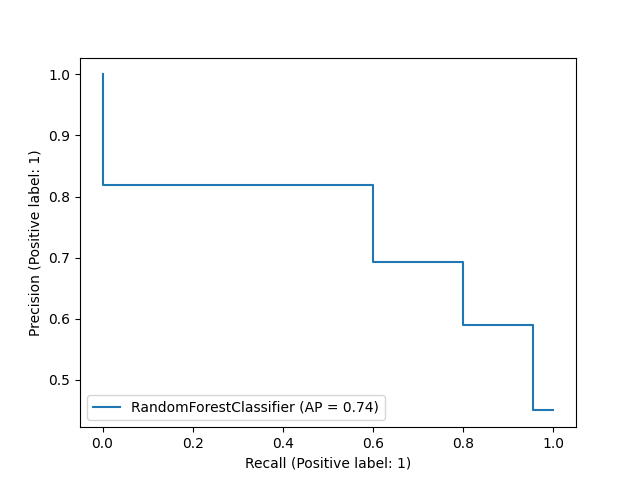 1.0
0.9
0.8
0.7
0.6
0.5
Precision (Positive label: 1)
RandomForestClassifier (AP = 0.74)
0.0 0.2 0.4 0.6 0.8 1.0
Recall (Positive label: 1)